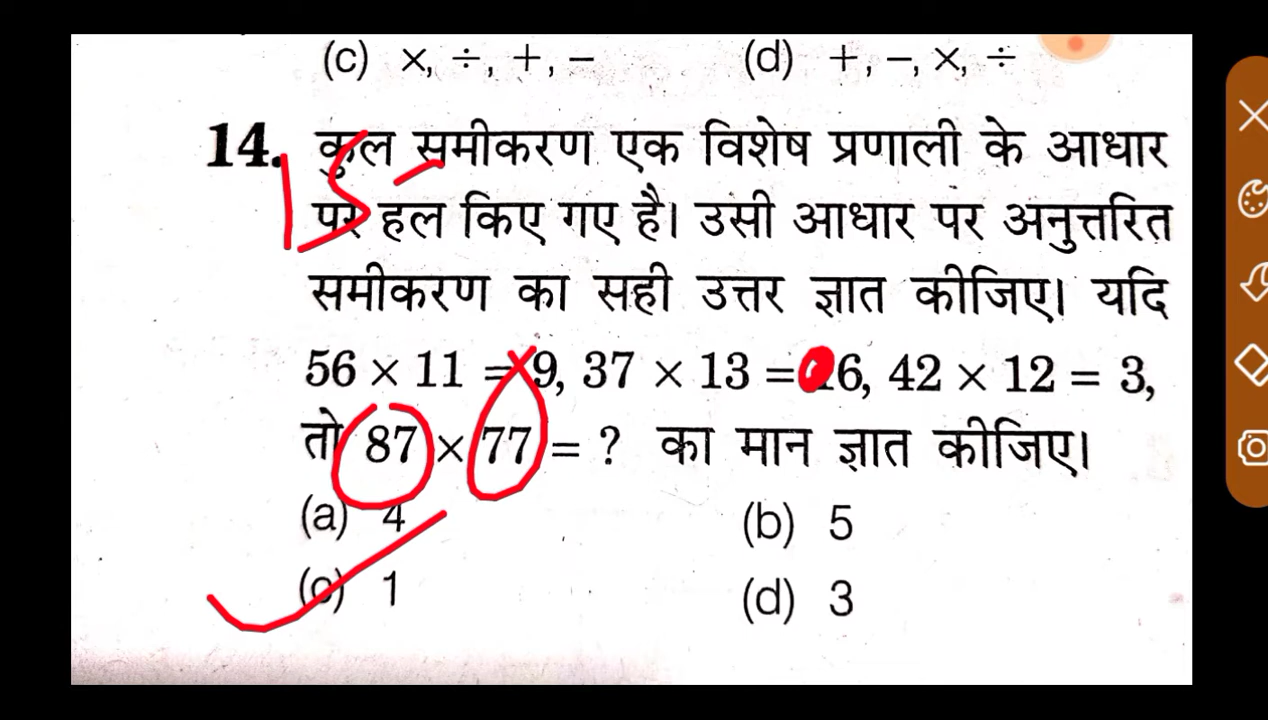 (c) ×, ÷, +, − (d) +, −, ×, ÷
14. कुल समीकरण एक विशेष प्रणाली के आधार
पर हल किए गए है। उसी आधार पर अनुत्तरित
समीकरण का सही उत्तर ज्ञात कीजिए। यदि
56 × 11 = 9, 37 × 13 = 6, 42 × 12 = 3,
तो 87 × 77 = ? का मान ज्ञात कीजिए।
(a) 4 (b) 5
(c) 1 (d) 3
15